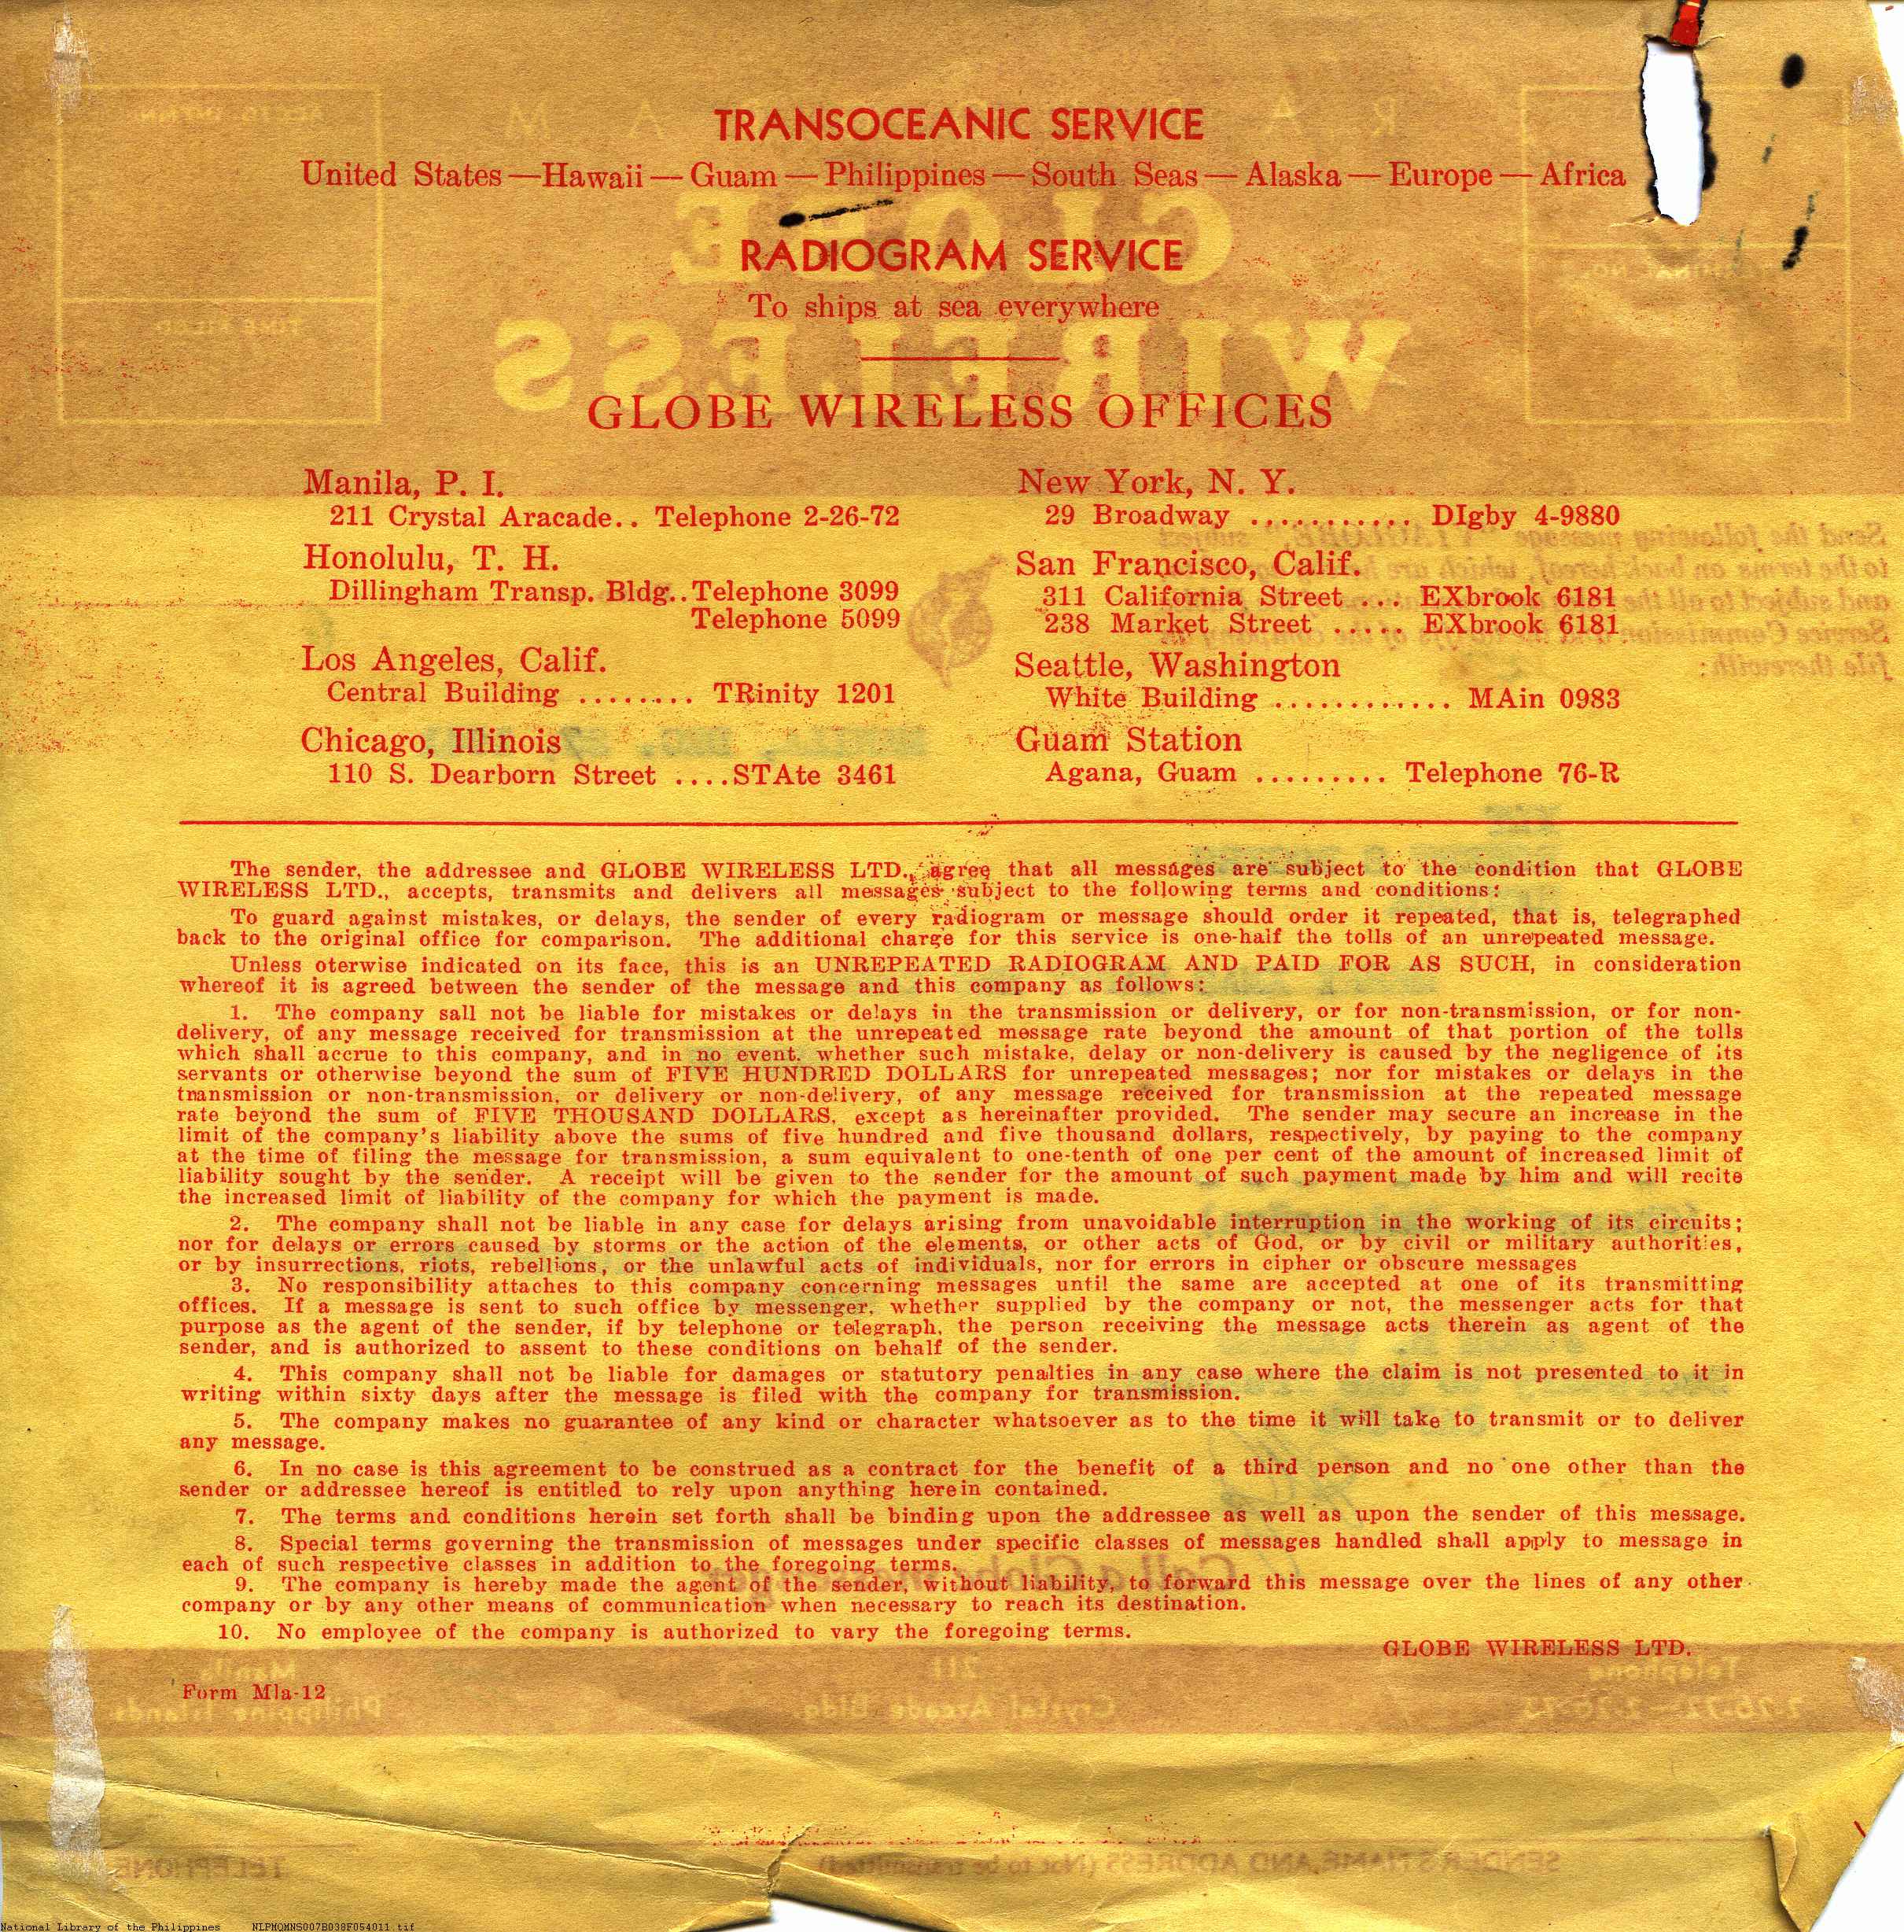 TRANSOCEANIC SERVICE
United States — Hawaii — Guam — Philippines — South Seas — Alaska — Europe — Africa
RADIOGRAM SERVICE
To ships at sea everywhere
GLOBE WIRELESS OFFICES
Manila, P. I.
211 Crystal Aracade.. Telephone 2-26-72
Honolulu, T. H.
Dillingham Transp. Bldg..Telephone 3099
Telephone 5099
Los Angeles, Calif.
Central Building ........ TRinity 1201
Chicago, Illinois
110 S. Dearborn Street ....STAte 3461
New York, N. Y.
29 Broadway ........... DIgby 4-9880
San Francisco, Calif.
311 California Street ... EXbrook 6181
238 Market Street ..... EXbrook 6181
Seattle, Washington
White Building ............ MAin 0983
Guam Station
Agana, Guam ......... Telephone 76-R
The sender, the addressee and GLOBE WIRELESS LTD., agree that all messages are subject to the condition that GLOBE
WIRELESS LTD., accepts, transmits and delivers all messages subject to the following terms and conditions:
To guard against mistakes, or delays, the sender of every radiogram or message should order it repeated, that is, telegraphed
back to the original office for comparison. The additional charge for this service is one-half the tolls of an unrepeated message.
Unless oterwise indicated on its face, this is an UNREPEATED RADIOGRAM AND PAID FOR AS SUCH, in consideration
whereof it is agreed between the sender of the message and this company as follows:
1. The company sall not be liable for mistakes or delays in the transmission or delivery, or for non-transmission, or for non-
delivery, of any message received for transmission at the unrepeated message rate beyond the amount of that portion of the tolls
which shall accrue to this company, and in no event, whether such mistake, delay or non-delivery is caused by the negligence of its
servants or otherwise beyond the sum of FIVE HUNDRED DOLLARS for unrepeated messages; nor for mistakes or delays in the
transmission or non-transmission, or delivery or non-delivery, of any message received for transmission at the repeated message
rate beyond the sum of FIVE THOUSAND DOLLARS, except as hereinafter provided. The sender may secure an increase in the
limit of the company's liability above the sums of five hundred and five thousand dollars, respectively, by paying to the company
at the time of filing the message for transmission, a sum equivalent to one-tenth of one per cent of the amount of increased limit of
liability sought by the sender. A receipt will be given to the sender for the amount of such payment made by him and will recite
the increased limit of liability of the company for which the payment is made.
2. The company shall not be liable in any case for delays arising from unavoidable interruption in the working of its circuits;
nor for delays or errors caused by storms or the action of the elements, or other acts of God, or by civil or military authorities,
or by insurrections, riots, rebellions, or the unlawful acts of individuals, nor for errors in cipher or obscure messages
3. No responsibility attaches to this company concerning messages until the same are accepted at one of its transmitting
offices. If a message is sent to such office by messenger, whether supplied by the company or not, the messenger acts for that
purpose as the agent of the sender, if by telephone or telegraph, the person receiving the message acts therein as agent of the
sender, and is authorized to assent to these conditions on behalf of the sender.
4. This company shall not be liable for damages or statutory penalties in any case where the claim is not presented to it in
writing within sixty days after the message is filed with the company for transmission.
5. The company makes no guarantee of any kind or character whatsoever as to the time it will take to transmit or to deliver
any message.
6. In no case is this agreement to be construed as a contract for the benefit of a third person and no one other than the
sender or addressee hereof is entitled to rely upon anything herein contained.
7. The terms and conditions herein set forth shall be binding upon the addressee as well as upon the sender of this message.
8. Special terms governing the transmission of messages under specific classes of messages handled shall apply to message in
each of such respective classes in addition to the foregoing terms.
9. The company is hereby made the agent of the sender, without liability, to forward this message over the lines of any other
company or by any other means of communication when necessary to reach its destination.
10. No employee of the company is authorized to vary the foregoing terms.
GLOBE WIRELESS LTD.
Form Mla-12
National Library of the Philippines NLPMQMNS007B038F054011.tif